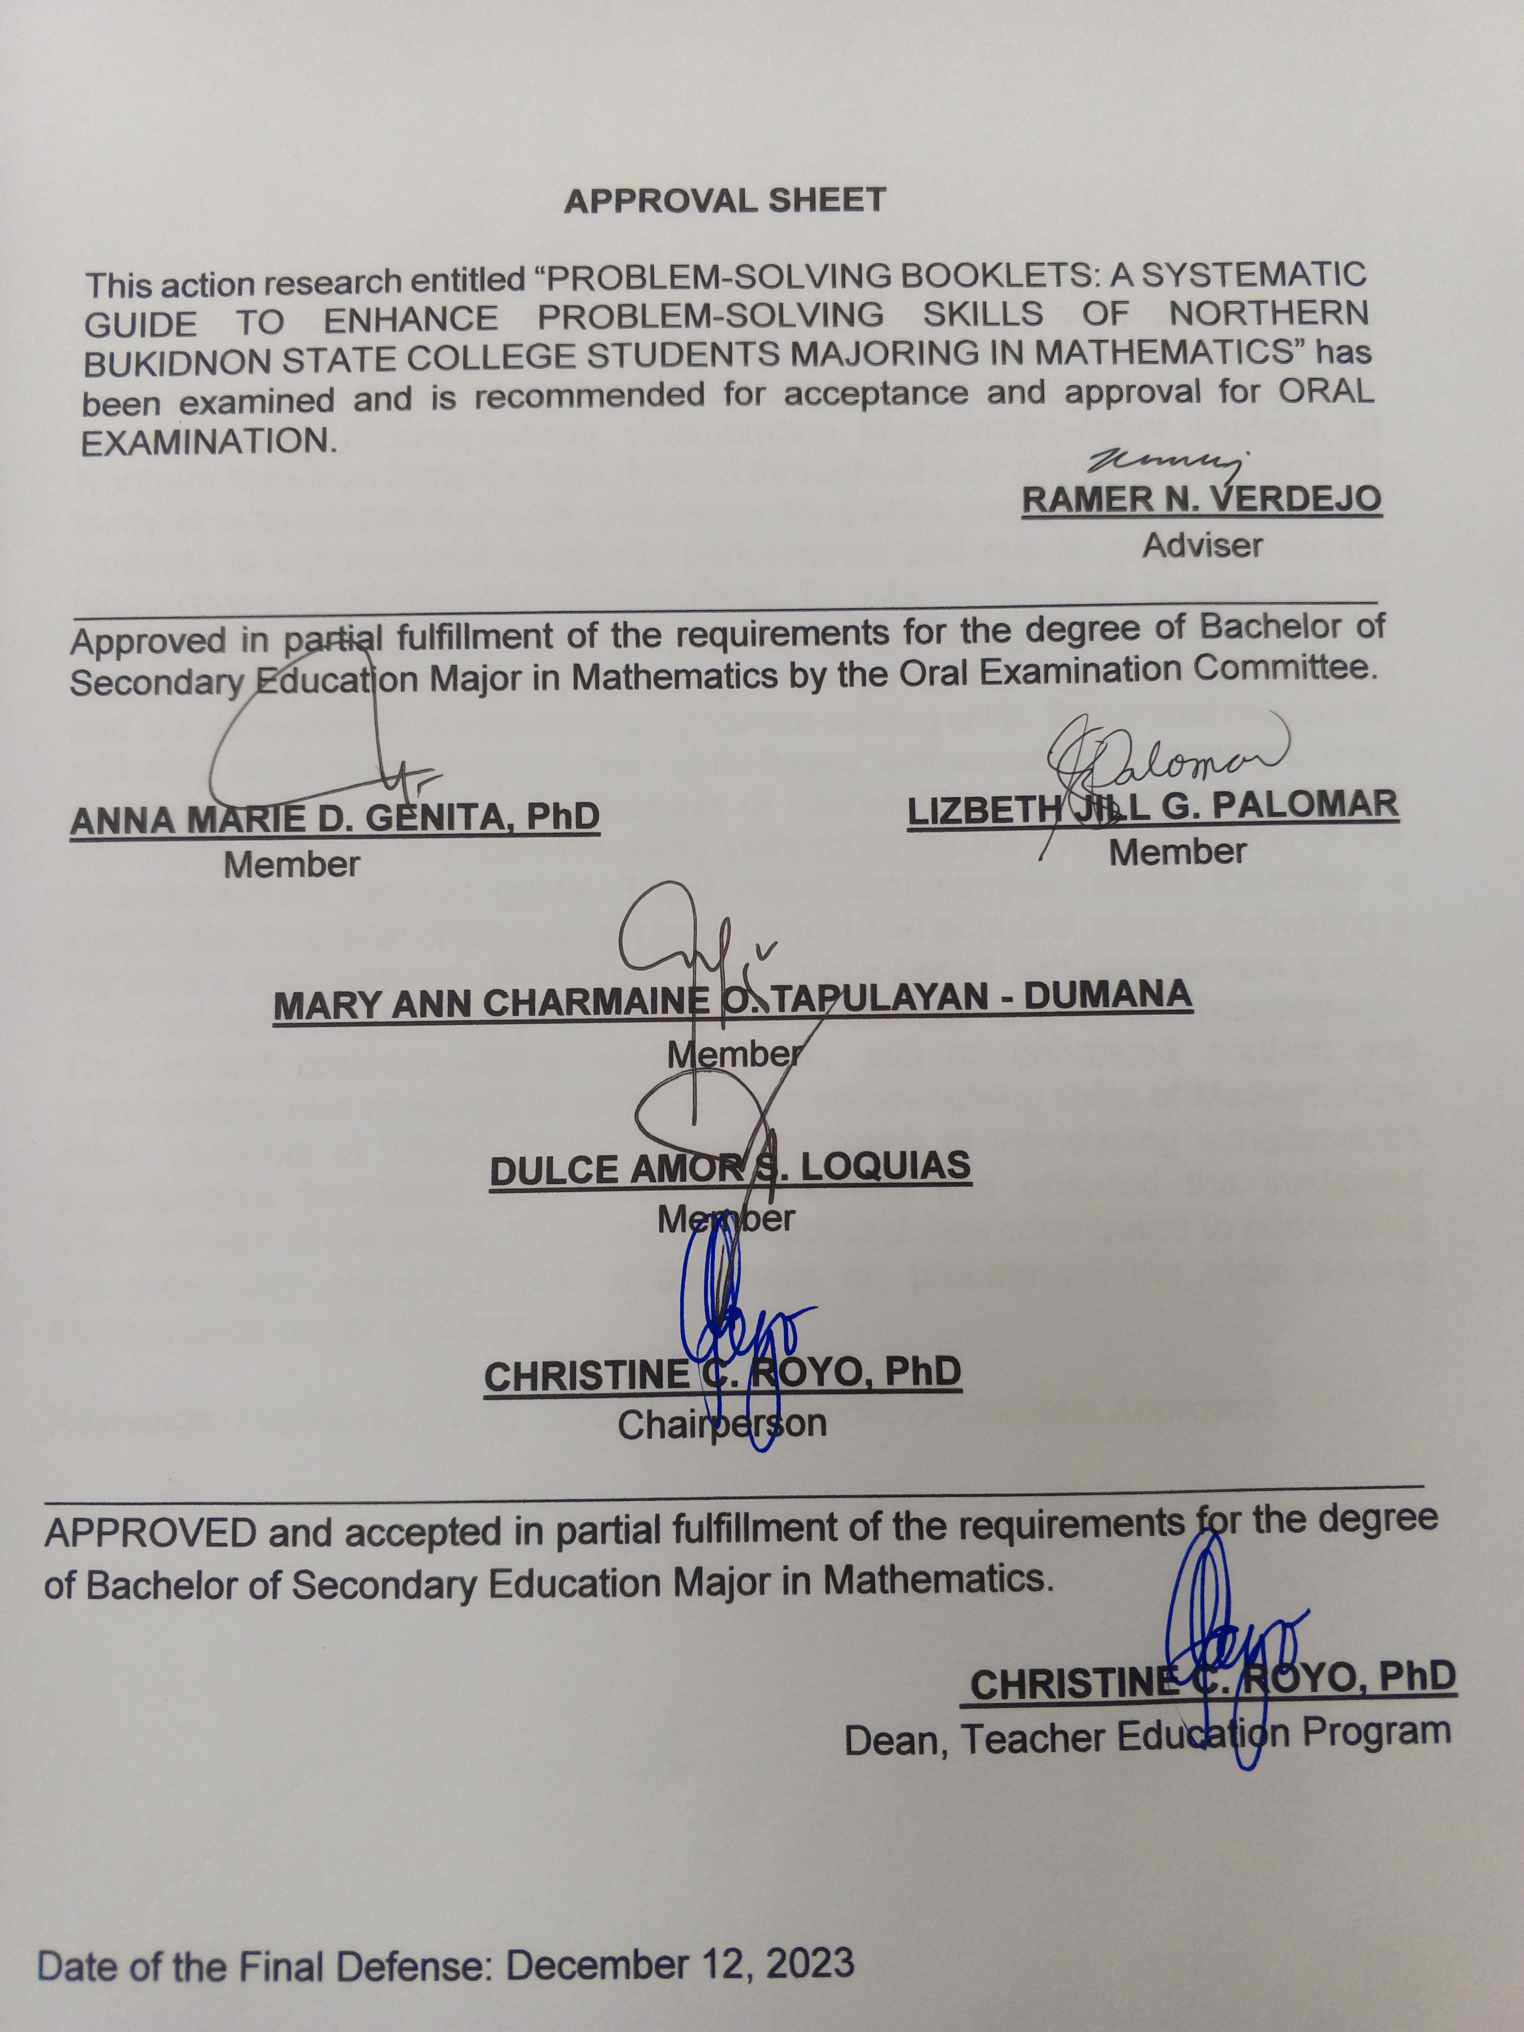 APPROVAL SHEET
This action research entitled “PROBLEM-SOLVING BOOKLETS: A SYSTEMATIC
GUIDE TO ENHANCE PROBLEM-SOLVING SKILLS OF NORTHERN
BUKIDNON STATE COLLEGE STUDENTS MAJORING IN MATHEMATICS” has
been examined and is recommended for acceptance and approval for ORAL
EXAMINATION.
RAMER N. VERDEJO
Adviser
Approved in partial fulfillment of the requirements for the degree of Bachelor of
Secondary Education Major in Mathematics by the Oral Examination Committee.
Palomar
ANNA MARIE D. GENITA, PhD LIZBETH JILL G. PALOMAR
Member Member
MARY ANN CHARMAINE O. TAPULAYAN - DUMANA
Member
DULCE AMOR S. LOQUIAS
Member
CHRISTINE C. ROYO, PhD
Chairperson
APPROVED and accepted in partial fulfillment of the requirements for the degree
of Bachelor of Secondary Education Major in Mathematics.
CHRISTINE C. ROYO, PhD
Dean, Teacher Education Program
Date of the Final Defense: December 12, 2023